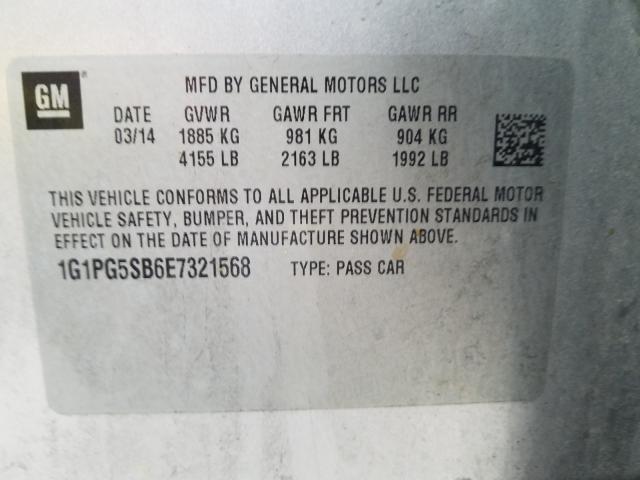 GM
MFD BY GENERAL MOTORS LLC
DATE GVWR GAWR FRT GAWR RR
03/14 1885 KG 981 KG 904 KG
4155 LB 2163 LB 1992 LB
THIS VEHICLE CONFORMS TO ALL APPLICABLE U.S. FEDERAL MOTOR
VEHICLE SAFETY, BUMPER, AND THEFT PREVENTION STANDARDS IN
EFFECT ON THE DATE OF MANUFACTURE SHOWN ABOVE.
1G1PG5SB6E7321568 TYPE: PASS CAR